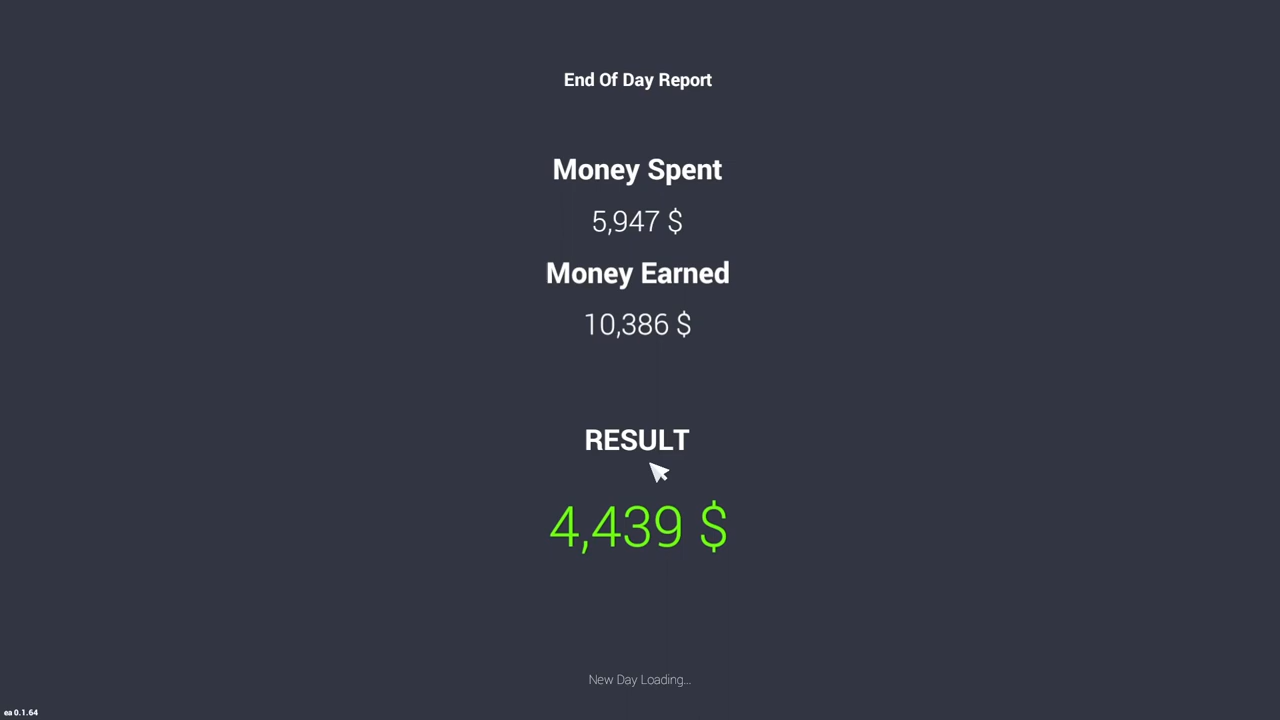 End Of Day Report
Money Spent
5,947 $
Money Earned
10,386 $
RESULT
4,439 $
New Day Loading...
ea 0.1.64